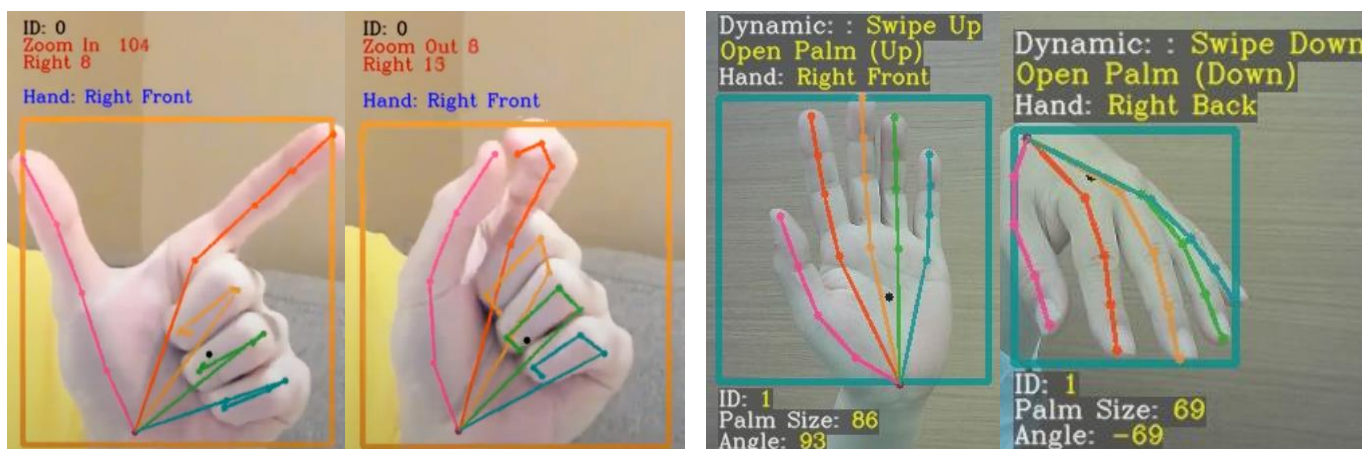 ID: 0
Zoom In 104
Right 8
Hand: Right Front
ID: 0
Zoom Out 8
Right 13
Hand: Right Front
Dynamic: : Swipe Up
Open Palm (Up)
Hand: Right Front
ID: 1
Palm Size: 86
Angle: 93
Dynamic: : Swipe Down
Open Palm (Down)
Hand: Right Back
ID: 1
Palm Size: 69
Angle: -69